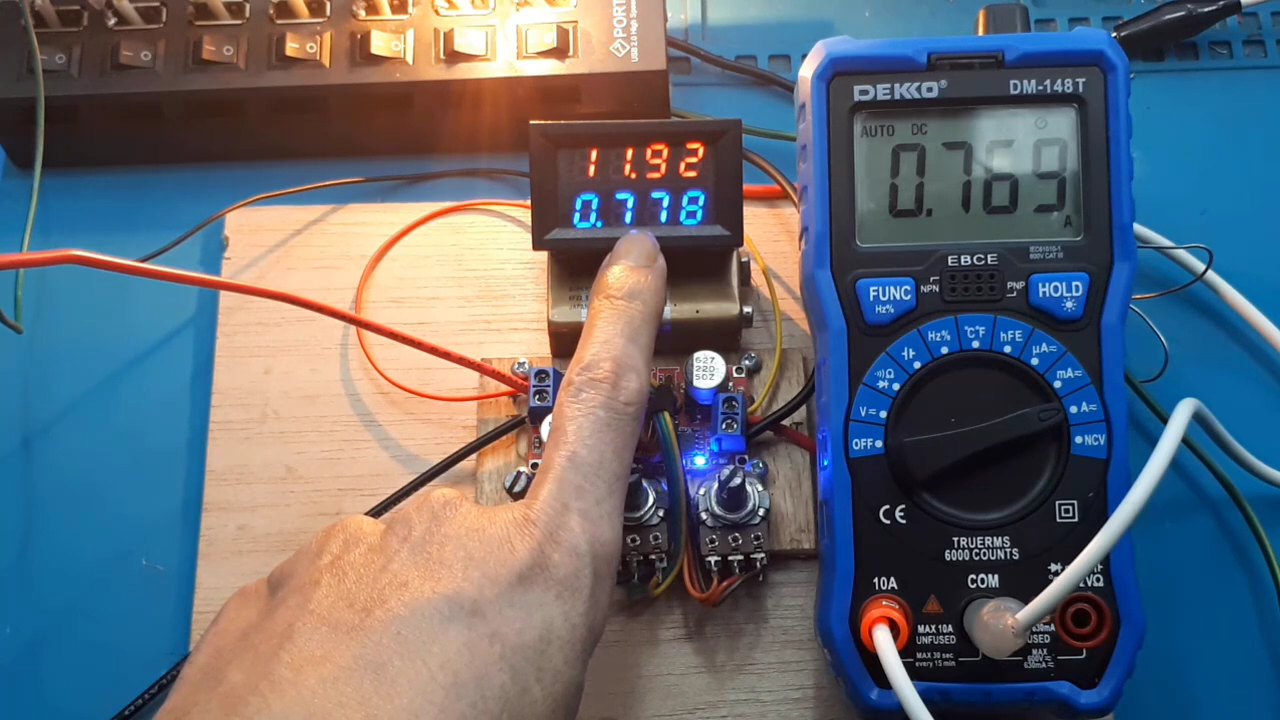 PORT
USB 2.0 High Speed
11.92
0.778
527
220
50Z
DEKKO®
DM-148T
AUTO DC
0.769
A
IEC61010-1
600V CAT III
EBCE
NPN
PNP
FUNC
Hz%
HOLD
OFF
V
Hz%
°C°F
hFE
µA
mA
A
NCV
CE
TRUERMS
6000 COUNTS
10A
COM
MAX 10A
UNFUSED
MAX 30 sec
every 15 min
MAX
600V
630mA